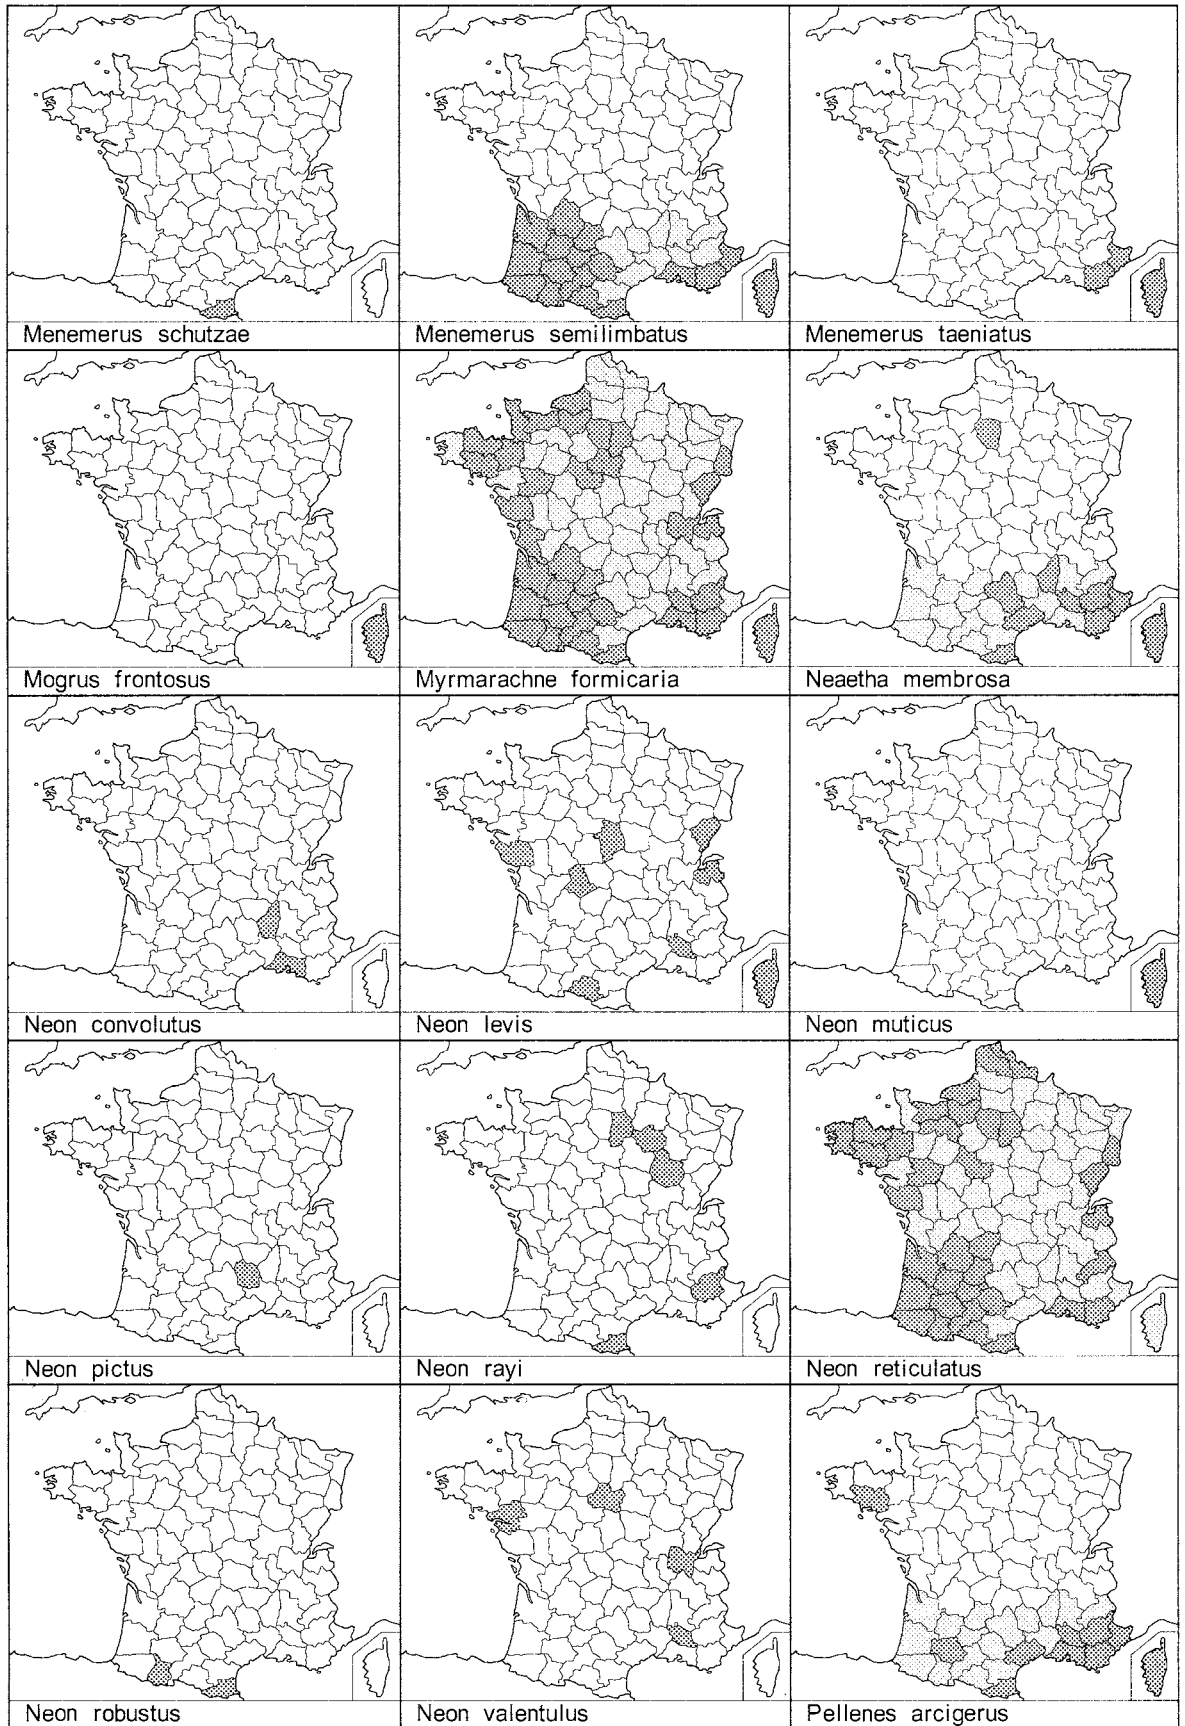 Menemerus schutzae
Menemerus semilimbatus
Menemerus taeniatus
Mogrus frontosus
Myrmarachne formicaria
Neaetha membrosa
Neon convolutus
Neon levis
Neon muticus
Neon pictus
Neon rayi
Neon reticulatus
Neon robustus
Neon valentulus
Pellenes arcigerus